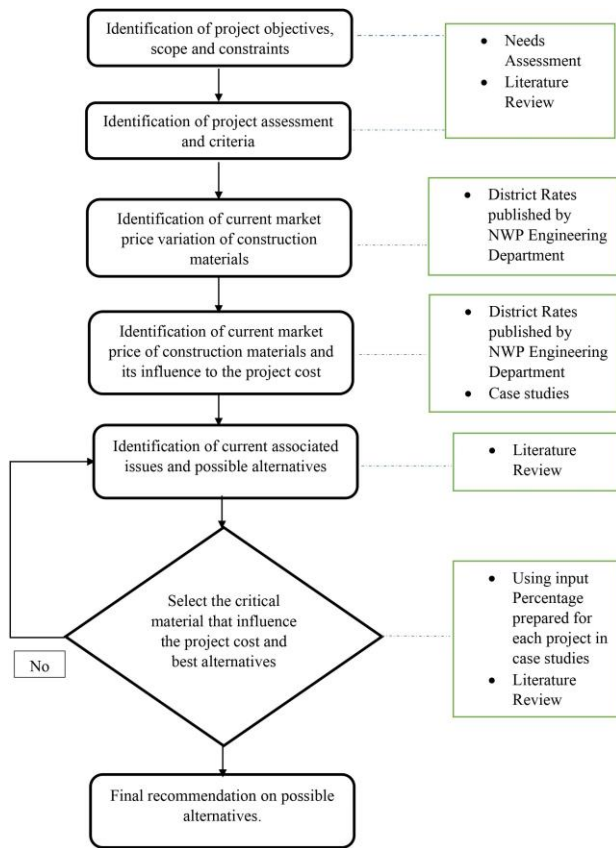 Identification of project objectives,
scope and constraints
• Needs
Assessment
• Literature
Review
Identification of project assessment
and criteria
Identification of current market
price variation of construction
materials
• District Rates
published by
NWP Engineering
Department
Identification of current market
price of construction materials and
its influence to the project cost
• District Rates
published by
NWP Engineering
Department
• Case studies
Identification of current associated
issues and possible alternatives
• Literature
Review
Select the critical
material that influence
the project cost and
best alternatives
• Using input
Percentage
prepared for
each project in
case studies
• Literature
Review
No
Final recommendation on possible
alternatives.